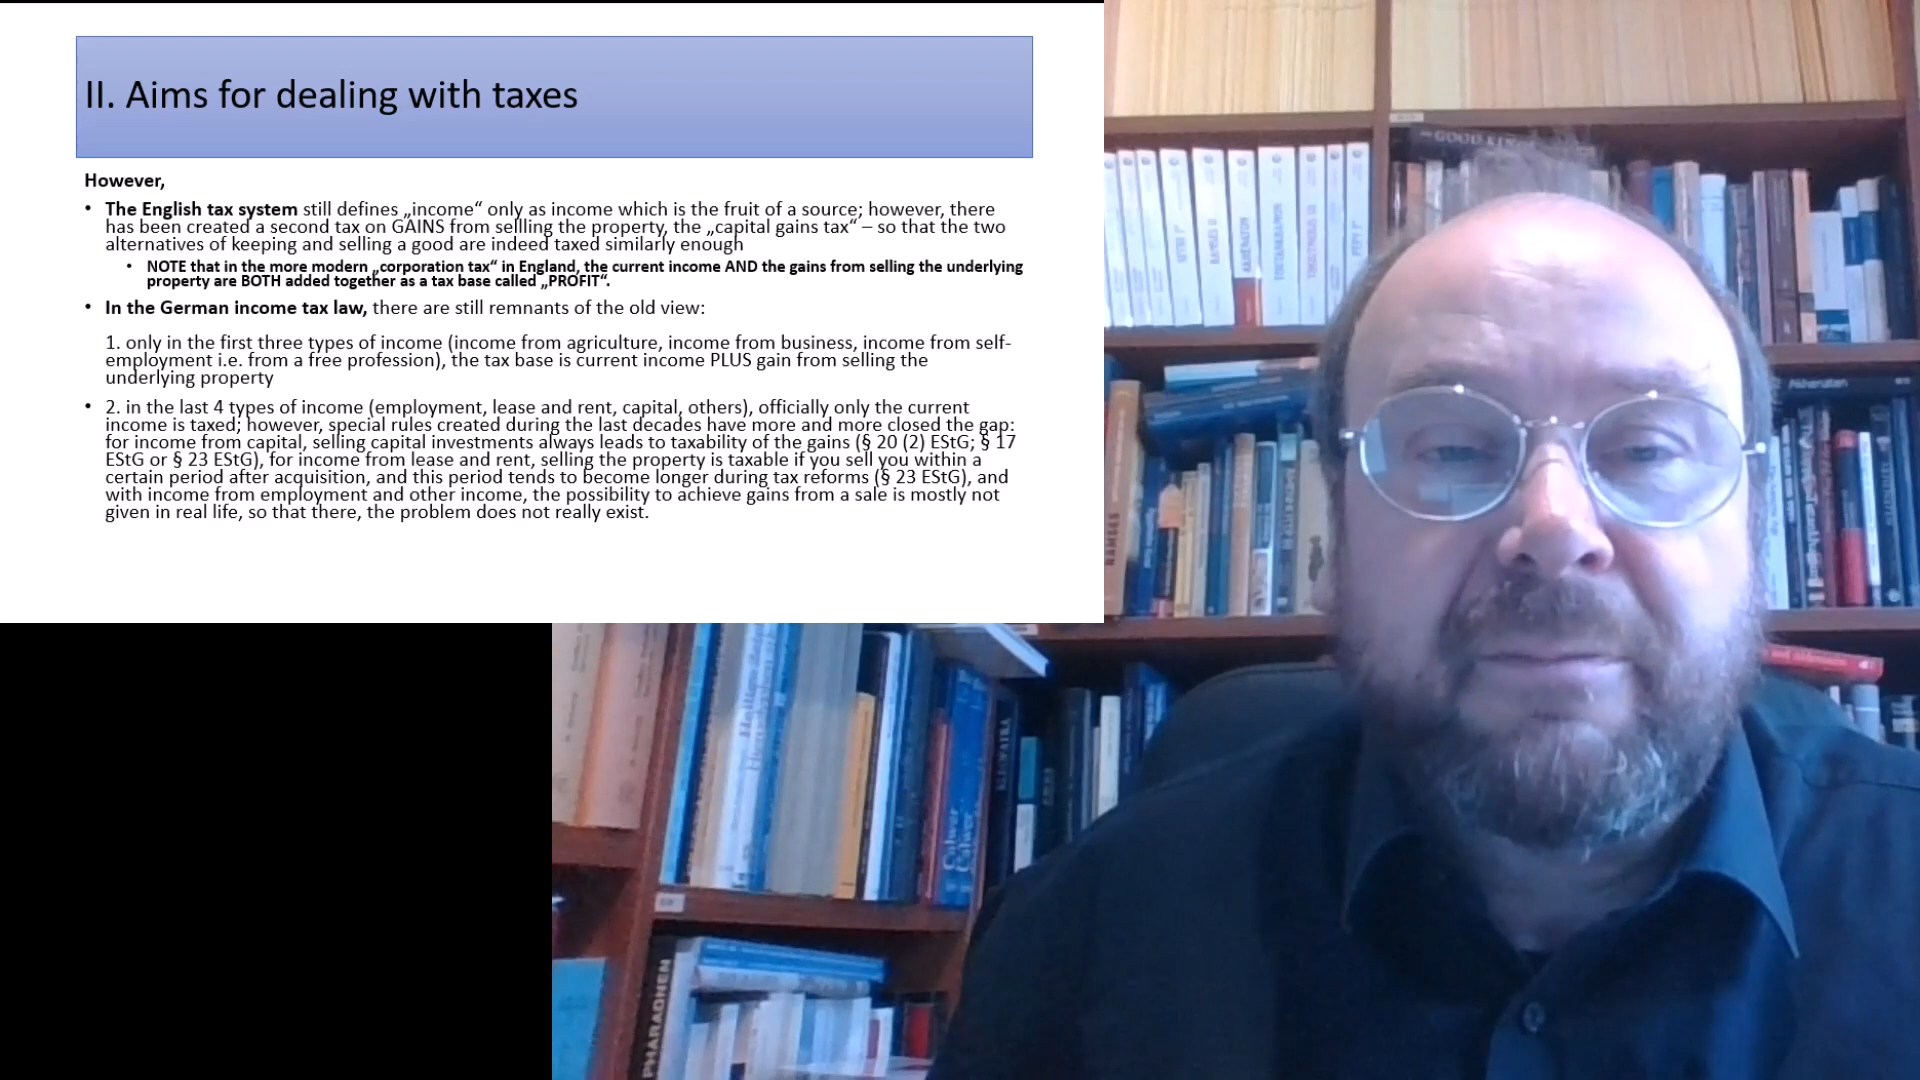 II. Aims for dealing with taxes
However,
• The English tax system still defines „income“ only as income which is the fruit of a source; however, there
has been created a second tax on GAINS from sellling the property, the „capital gains tax“ – so that the two
alternatives of keeping and selling a good are indeed taxed similarly enough
• NOTE that in the more modern „corporation tax“ in England, the current income AND the gains from selling the underlying
property are BOTH added together as a tax base called „PROFIT“.
• In the German income tax law, there are still remnants of the old view:
1. only in the first three types of income (income from agriculture, income from business, income from self-
employment i.e. from a free profession), the tax base is current income PLUS gain from selling the
underlying property
• 2. in the last 4 types of income (employment, lease and rent, capital, others), officially only the current
income is taxed; however, special rules created during the last decades have more and more closed the gap:
for income from capital, selling capital investments always leads to taxability of the gains (§ 20 (2) EStG; § 17
EStG or § 23 EStG), for income from lease and rent, selling the property is taxable if you sell you within a
certain period after acquisition, and this period tends to become longer during tax reforms (§ 23 EStG), and
with income from employment and other income, the possibility to achieve gains from a sale is mostly not
given in real life, so that there, the problem does not really exist.
RAMSES
KLEOPATRA
Calwer
Calwer
PHARAONEN